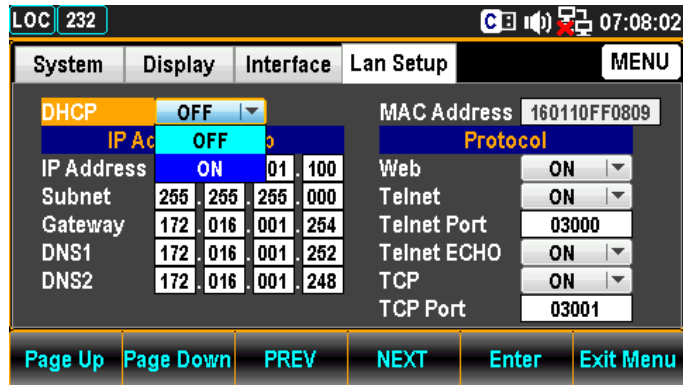 LOC 232 C 07:08:02
System Display Interface Lan Setup MENU
DHCP OFF MAC Address 160110FF0809
OFF Protocol
IP Address ON 100 Web ON
Subnet 255 . 255 . 255 . 000 Telnet ON
Gateway 172 . 016 . 001 . 254 Telnet Port 03000
DNS1 172 . 016 . 001 . 252 Telnet ECHO ON
DNS2 172 . 016 . 001 . 248 TCP ON
TCP Port 03001
Page Up Page Down PREV NEXT Enter Exit Menu